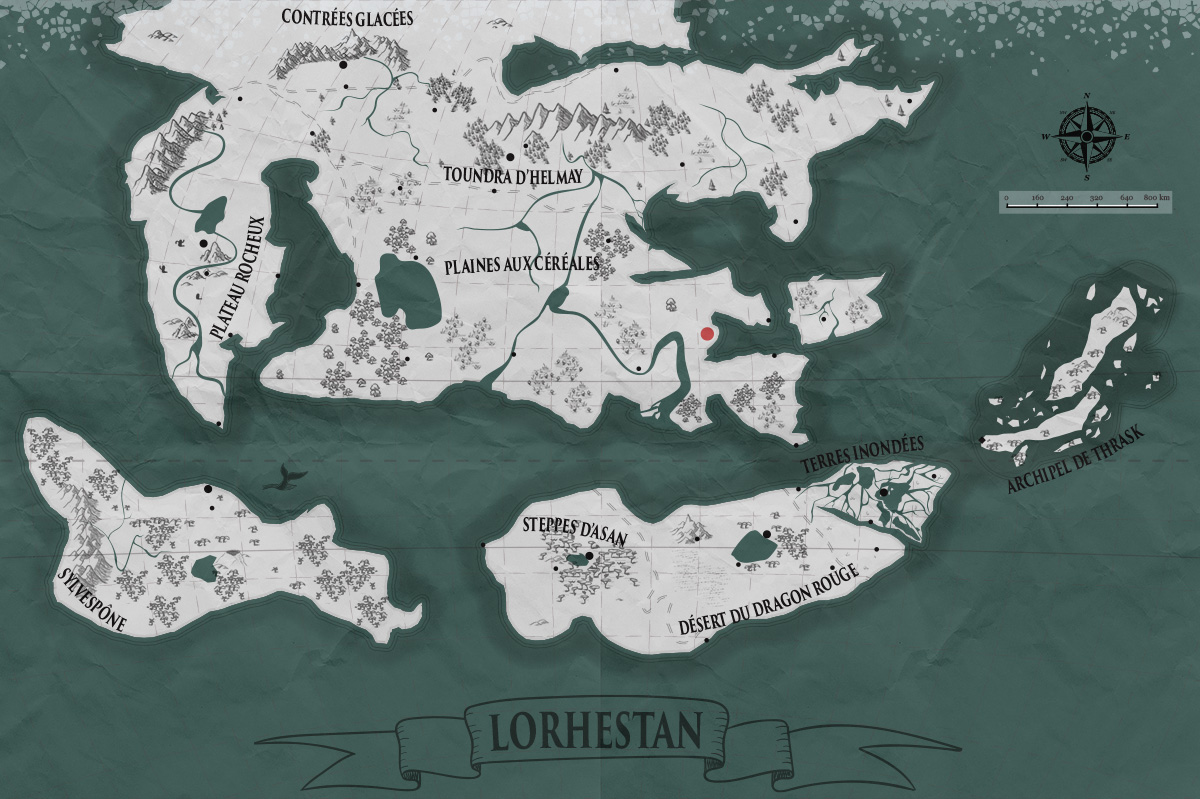 CONTRÉES GLACÉES
N
W E
S
TOUNDRA D'HELMAY
0 160 240 320 640 800 km
PLATEAU ROCHEUX
PLAINES AUX CÉRÉALES
TERRES INONDÉES
ARCHIPEL DE THRASK
STEPPES D'ASAN
SYLVESPÔNE
DÉSERT DU DRAGON ROUGE
LORHESTAN